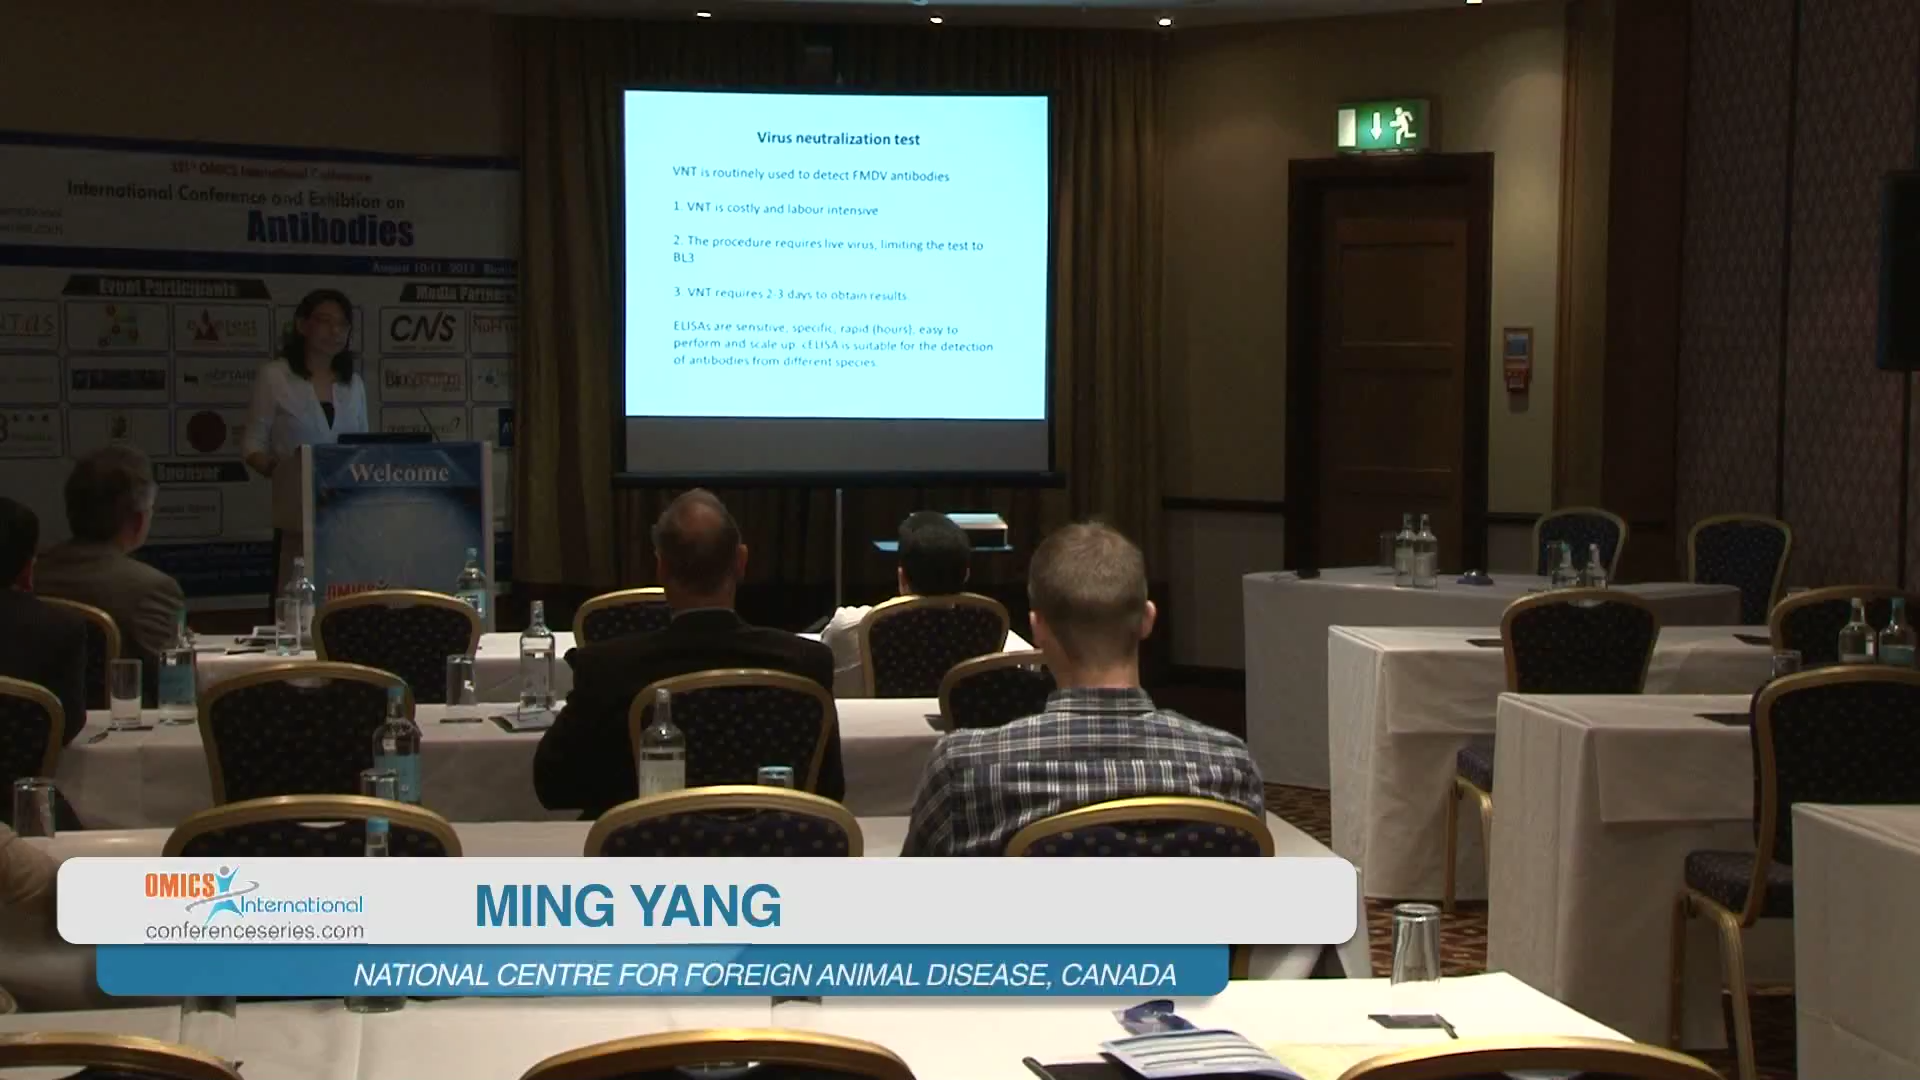 International Conference and Exhibtion on
Antibodies
Event Participants
Media Partners
CNS
Sponsor
Welcome
OMICS
Virus neutralization test
VNT is routinely used to detect FMDV antibodies
1. VNT is costly and labour intensive
2. The procedure requires live virus, limiting the test to
BL3
3. VNT requires 2-3 days to obtain results
ELISAs are sensitive, specific, rapid (hours), easy to
perform and scale up. cELISA is suitable for the detection
of antibodies from different species.
OMICS
International
conferenceseries.com
MING YANG
NATIONAL CENTRE FOR FOREIGN ANIMAL DISEASE, CANADA